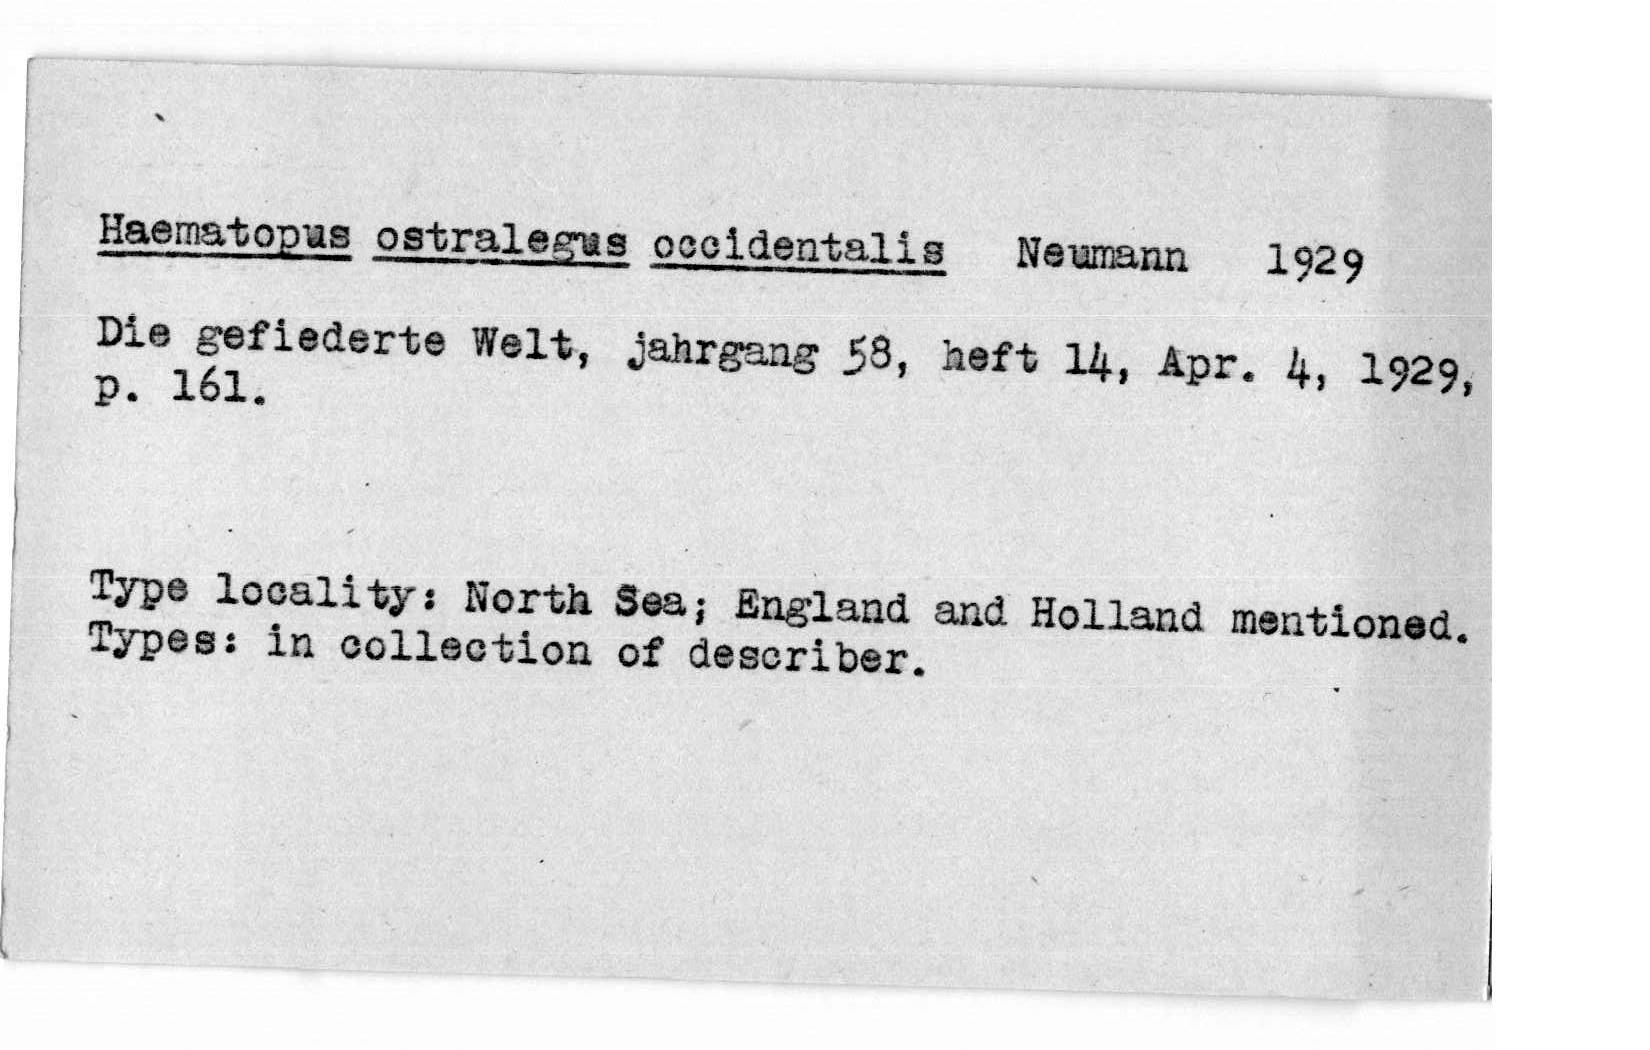 Haematopus ostralegus occidentalis Neumann 1929
Die gefiederte Welt, jahrgang 58, heft 14, Apr. 4, 1929,
p. 161.
Type locality: North Sea; England and Holland mentioned.
Types: in collection of describer.